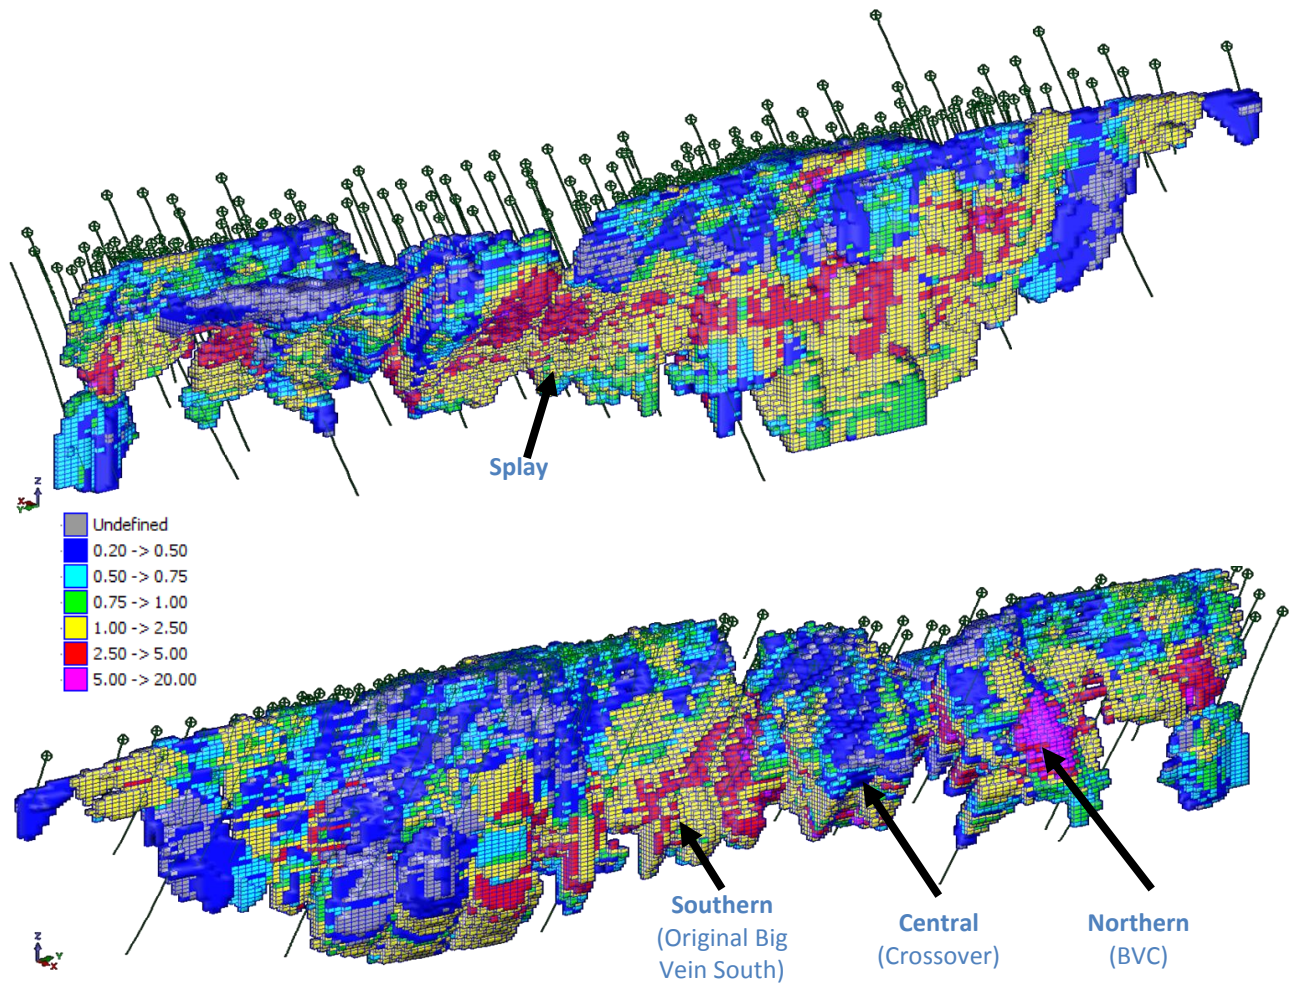 Splay
Z
X
Y
Undefined
0.20 -> 0.50
0.50 -> 0.75
0.75 -> 1.00
1.00 -> 2.50
2.50 -> 5.00
5.00 -> 20.00
Southern
(Original Big
Vein South)
Central
(Crossover)
Northern
(BVC)
Z
Y
X